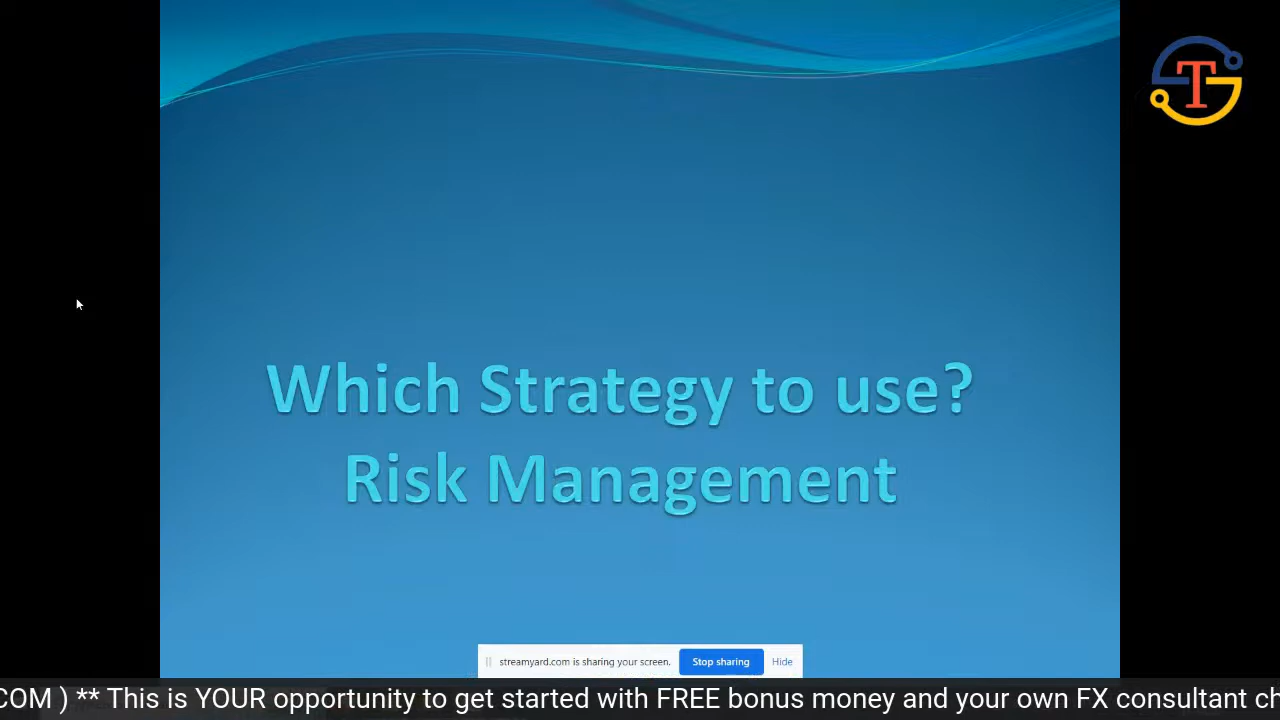 T
Which Strategy to use?
Risk Management
streamyard.com is sharing your screen. Stop sharing Hide
COM ) ** This is YOUR opportunity to get started with FREE bonus money and your own FX consultant ch